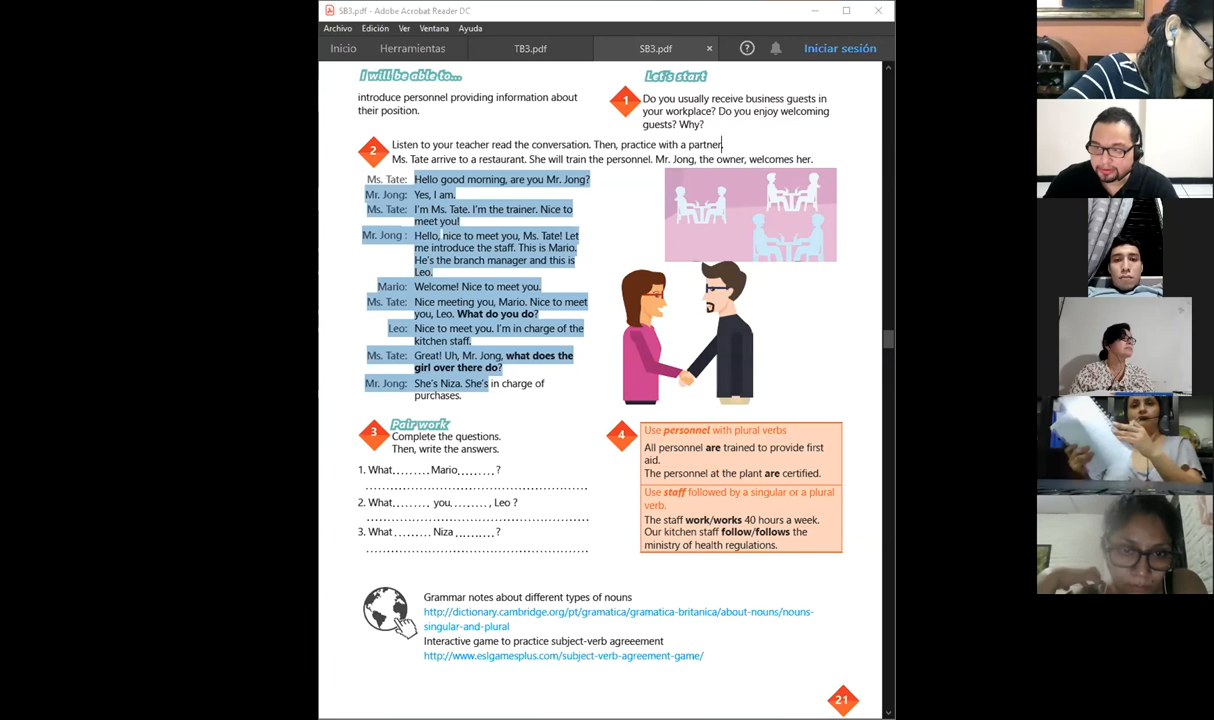 SB3.pdf - Adobe Acrobat Reader DC
Archivo Edición Ver Ventana Ayuda
Inicio Herramientas TB3.pdf SB3.pdf × ? Iniciar sesión
I will be able to...
introduce personnel providing information about
their position.
Let's start
1
Do you usually receive business guests in
your workplace? Do you enjoy welcoming
guests? Why?
2
Listen to your teacher read the conversation. Then, practice with a partner.
Ms. Tate arrive to a restaurant. She will train the personnel. Mr. Jong, the owner, welcomes her.
Ms. Tate: Hello good morning, are you Mr. Jong?
Mr. Jong: Yes, I am.
Ms. Tate: I'm Ms. Tate. I'm the trainer. Nice to
meet you!
Mr. Jong : Hello, nice to meet you, Ms. Tate! Let
me introduce the staff. This is Mario.
He's the branch manager and this is
Leo.
Mario: Welcome! Nice to meet you.
Ms. Tate: Nice meeting you, Mario. Nice to meet
you, Leo. What do you do?
Leo: Nice to meet you. I'm in charge of the
kitchen staff.
Ms. Tate: Great! Uh, Mr. Jong, what does the
girl over there do?
Mr. Jong: She's Niza. She's in charge of
purchases.
3
Pair work
Complete the questions.
Then, write the answers.
1. What.........Mario.........?
......................................................
2. What......... you, ........., Leo ?
......................................................
3. What ......... Niza ..........?
......................................................
4
Use personnel with plural verbs
All personnel are trained to provide first
aid.
The personnel at the plant are certified.
Use staff followed by a singular or a plural
verb.
The staff work/works 40 hours a week.
Our kitchen staff follow/follows the
ministry of health regulations.
Grammar notes about different types of nouns
http://dictionary.cambridge.org/pt/gramatica/gramatica-britanica/about-nouns/nouns-
singular-and-plural
Interactive game to practice subject-verb agreeement
http://www.eslgamesplus.com/subject-verb-agreement-game/
21